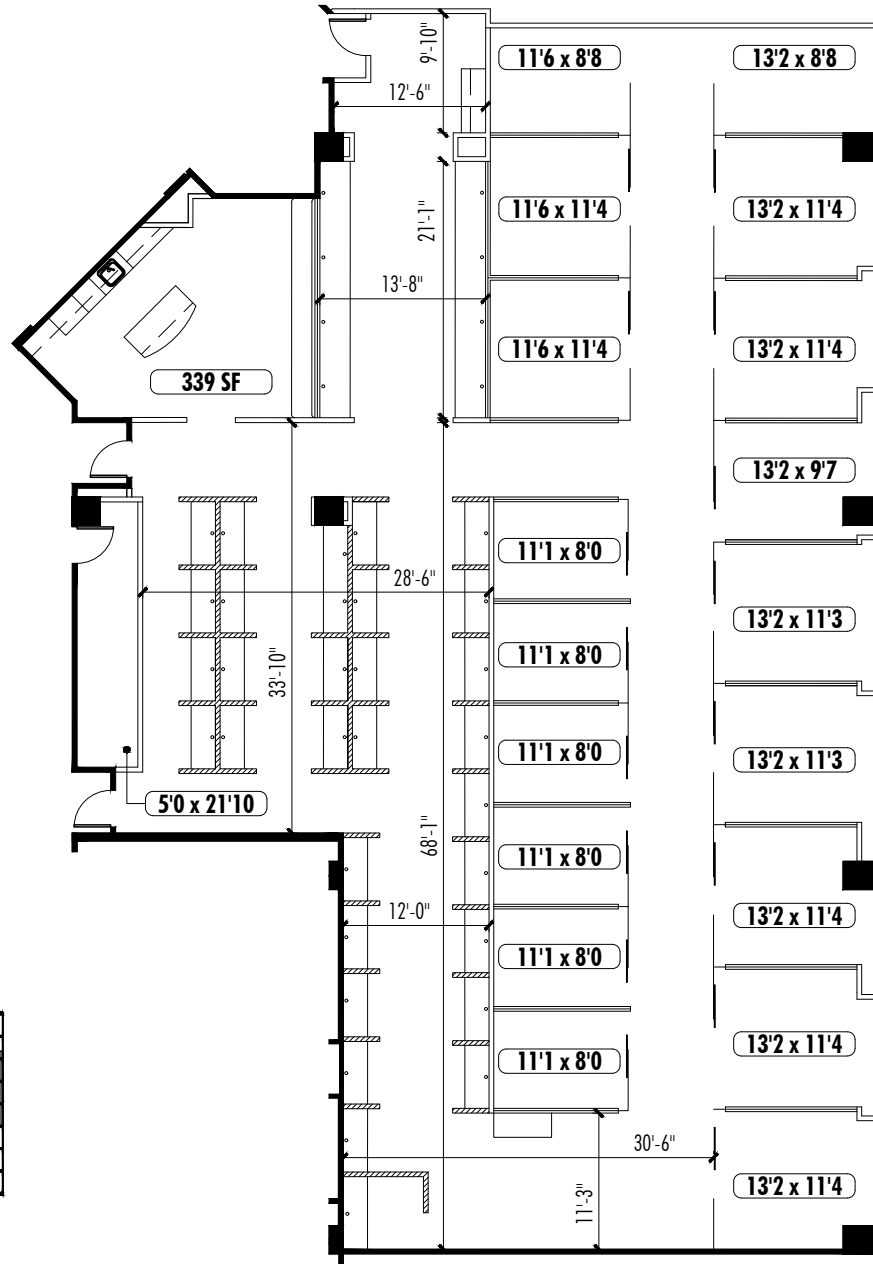 9'-10"
11'6 x 8'8
13'2 x 8'8
12'-6"
11'6 x 11'4
13'2 x 11'4
21'-1"
13'-8"
11'6 x 11'4
13'2 x 11'4
339 SF
13'2 x 9'7
11'1 x 8'0
28'-6"
13'2 x 11'3
11'1 x 8'0
33'-10"
11'1 x 8'0
13'2 x 11'3
5'0 x 21'10
68'-1"
11'1 x 8'0
12'-0"
13'2 x 11'4
11'1 x 8'0
13'2 x 11'4
11'1 x 8'0
30'-6"
13'2 x 11'4
11'-3"